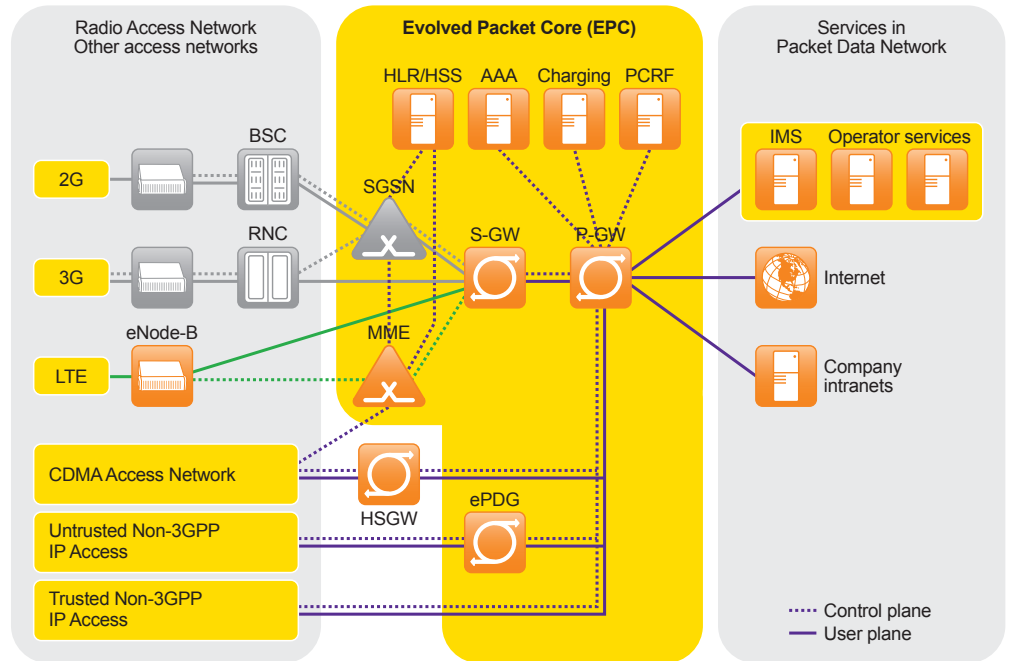 Radio Access Network
Other access networks
Evolved Packet Core (EPC)
Services in
Packet Data Network
HLR/HSS
AAA
Charging
PCRF
BSC
IMS
Operator services
2G
SGSN
RNC
S-GW
P-GW
3G
Internet
eNode-B
MME
LTE
Company
intranets
CDMA Access Network
HSGW
ePDG
Untrusted Non-3GPP
IP Access
Trusted Non-3GPP
IP Access
Control plane
User plane